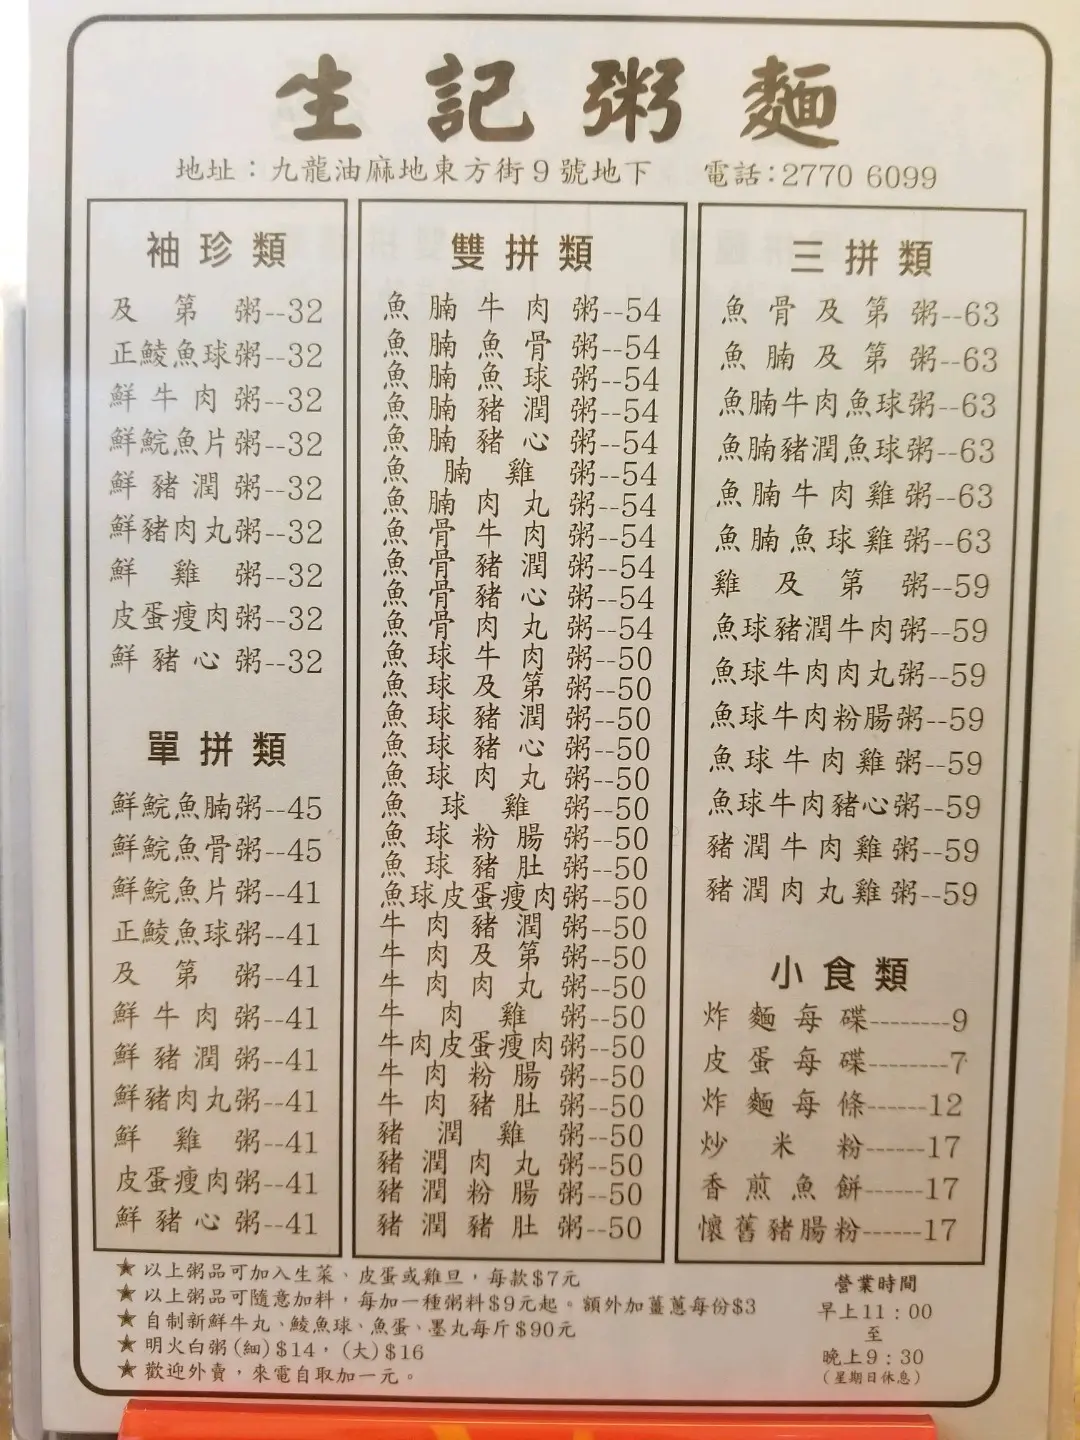 生記粥麵
地址：九龍油麻地東方街9號地下　電話：2770 6099
袖珍類
及第粥--32
正鯪魚球粥--32
鮮牛肉粥--32
鮮鯇魚片粥--32
鮮豬潤粥--32
鮮豬肉丸粥--32
鮮雞粥--32
皮蛋瘦肉粥--32
鮮豬心粥--32
單拼類
鮮鯇魚腩粥--45
鮮鯇魚骨粥--45
鮮鯇魚片粥--41
正鯪魚球粥--41
及第粥--41
鮮牛肉粥--41
鮮豬潤粥--41
鮮豬肉丸粥--41
鮮雞粥--41
皮蛋瘦肉粥--41
鮮豬心粥--41
雙拼類
魚腩牛肉粥--54
魚腩魚骨粥--54
魚腩魚球粥--54
魚腩豬潤粥--54
魚腩豬心粥--54
魚腩雞粥--54
魚腩肉丸粥--54
魚骨牛肉粥--54
魚骨豬潤粥--54
魚骨豬心粥--54
魚骨肉丸粥--54
魚球牛肉粥--50
魚球及第粥--50
魚球豬潤粥--50
魚球豬心粥--50
魚球肉丸粥--50
魚球雞粥--50
魚球粉腸粥--50
魚球豬肚粥--50
魚球皮蛋瘦肉粥--50
牛肉豬潤粥--50
牛肉及第粥--50
牛肉肉丸粥--50
牛肉雞粥--50
牛肉皮蛋瘦肉粥--50
牛肉粉腸粥--50
牛肉豬肚粥--50
豬潤雞粥--50
豬潤肉丸粥--50
豬潤粉腸粥--50
豬潤豬肚粥--50
三拼類
魚骨及第粥--63
魚腩及第粥--63
魚腩牛肉魚球粥--63
魚腩豬潤魚球粥--63
魚腩牛肉雞粥--63
魚腩魚球雞粥--63
雞及第粥--59
魚球豬潤牛肉粥--59
魚球牛肉肉丸粥--59
魚球牛肉粉腸粥--59
魚球牛肉雞粥--59
魚球牛肉豬心粥--59
豬潤牛肉雞粥--59
豬潤肉丸雞粥--59
小食類
炸麵每碟--------9
皮蛋每碟--------7
炸麵每條------12
炒米粉------17
香煎魚餅------17
懷舊豬腸粉------17
★以上粥品可加入生菜、皮蛋或雞旦，每款$7元
★以上粥品可隨意加料，每加一種粥料$9元起。額外加薑蔥每份$3
★自制新鮮牛丸、鯪魚球、魚蛋、墨丸每斤$90元
★明火白粥(細)$14，(大)$16
★歡迎外賣，來電自取加一元。
營業時間
早上11：00
至
晚上9：30
（星期日休息）